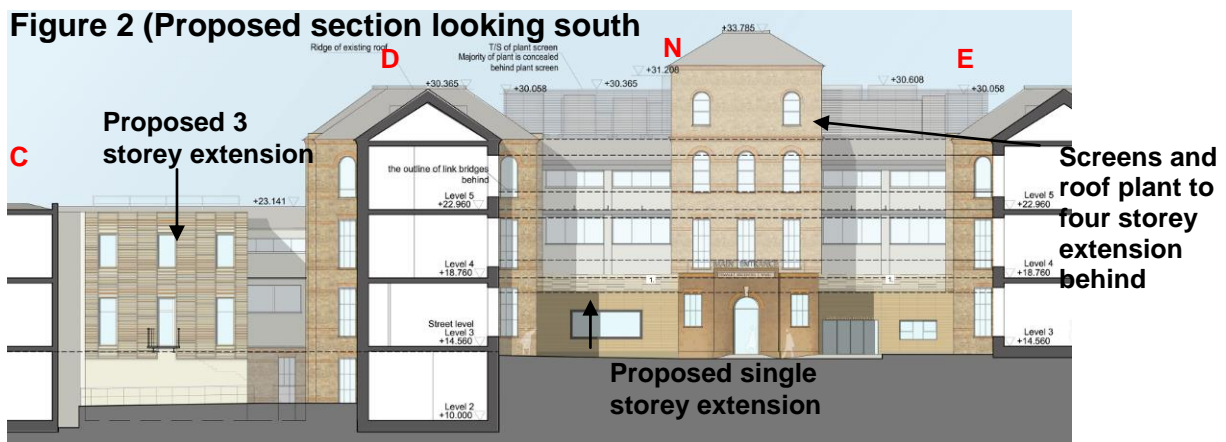 Figure 2 (Proposed section looking south
Ridge of existing roof
D
T/S of plant screen
Majority of plant is concealed
behind plant screen
N
+33.785
E
+31.208
+30.365
+30.058
+30.365
+30.608
+30.058
Proposed 3
storey extension
C
Screens and
roof plant to
four storey
extension
behind
the outline of link bridges
behind
Level 5
+22.960
Level 5
+22.960
+23.141
Level 4
+18.760
Level 4
+18.760
MAIN ENTRANCE
1
1
Street level
Level 3
+14.560
Level 3
+14.560
Proposed single
storey extension
Level 2
+10.000